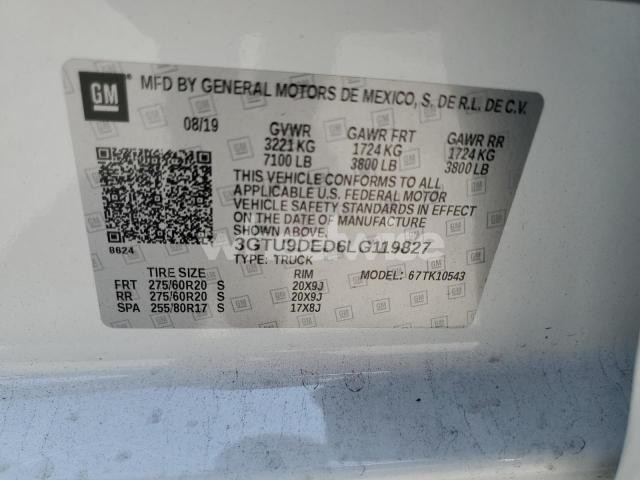 GM
MFD BY GENERAL MOTORS DE MEXICO, S. DE R.L. DE C.V.
08/19 GVWR GAWR FRT GAWR RR
3221 KG 1724 KG 1724 KG
7100 LB 3800 LB 3800 LB
THIS VEHICLE CONFORMS TO ALL
APPLICABLE U.S. FEDERAL MOTOR
VEHICLE SAFETY STANDARDS IN EFFECT
ON THE DATE OF MANUFACTURE
SHOWN ABOVE.
8624
3GTU9DED6LG119827
TYPE: TRUCK
TIRE SIZE RIM MODEL: 67TK10543
FRT 275/60R20 S 20X9J
RR 275/60R20 S 20X9J
SPA 255/80R17 S 17X8J